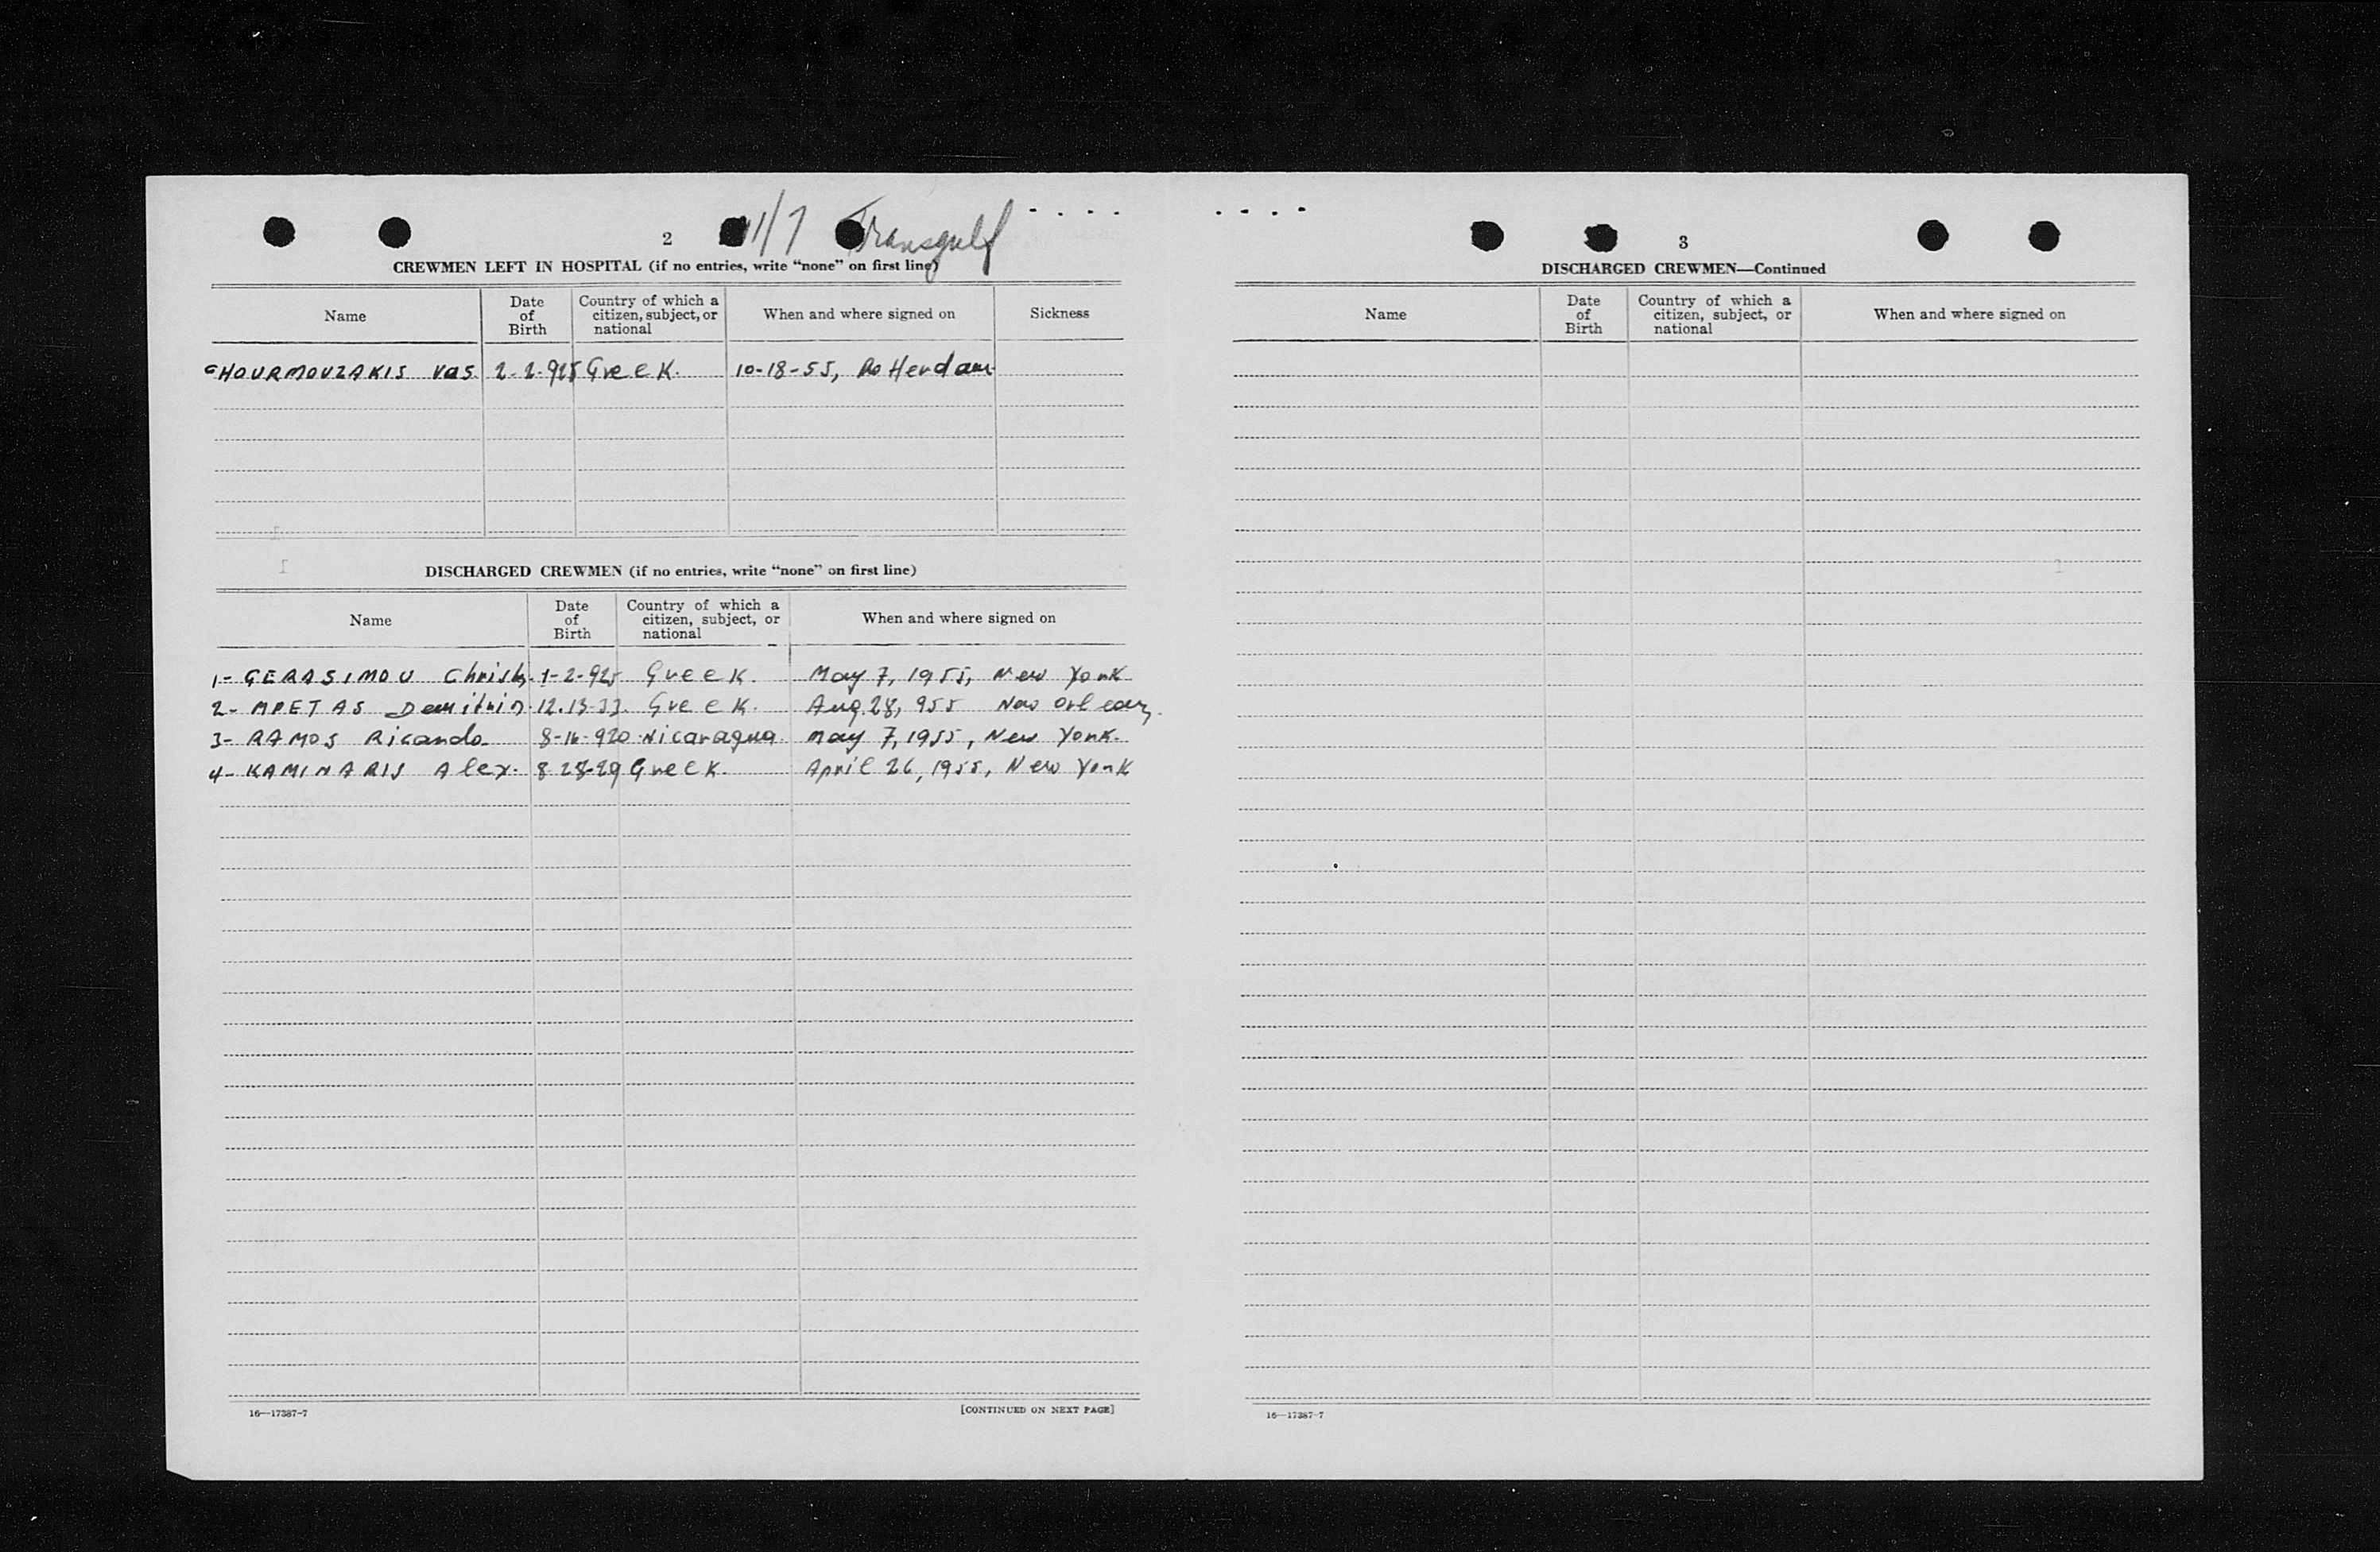 2 11/7 Transgulf
CREWMEN LEFT IN HOSPITAL (if no entries, write “none” on first line)
Name Date of Birth Country of which a citizen, subject, or national When and where signed on Sickness
CHOURMOUZAKIS Vas. 2-2-925 Greek. 10-18-55, Rotterdam
DISCHARGED CREWMEN (if no entries, write “none” on first line)
Name Date of Birth Country of which a citizen, subject, or national When and where signed on
1- GERASIMOU 1-2-925 Greek. May 7, 1955, New York
2- MPETAS 12.13-33 Greek. Aug. 28, 955 New Orleans
3- RAMOS Ricardo 8-16-920 Nicaragua May 7, 1955, New York.
4- KAMINARIS Alex. 8-28-29 Greek. April 26, 1955, New York
16—17387-7 [CONTINUED ON NEXT PAGE]
3
DISCHARGED CREWMEN—Continued
Name Date of Birth Country of which a citizen, subject, or national When and where signed on
16—17387-7